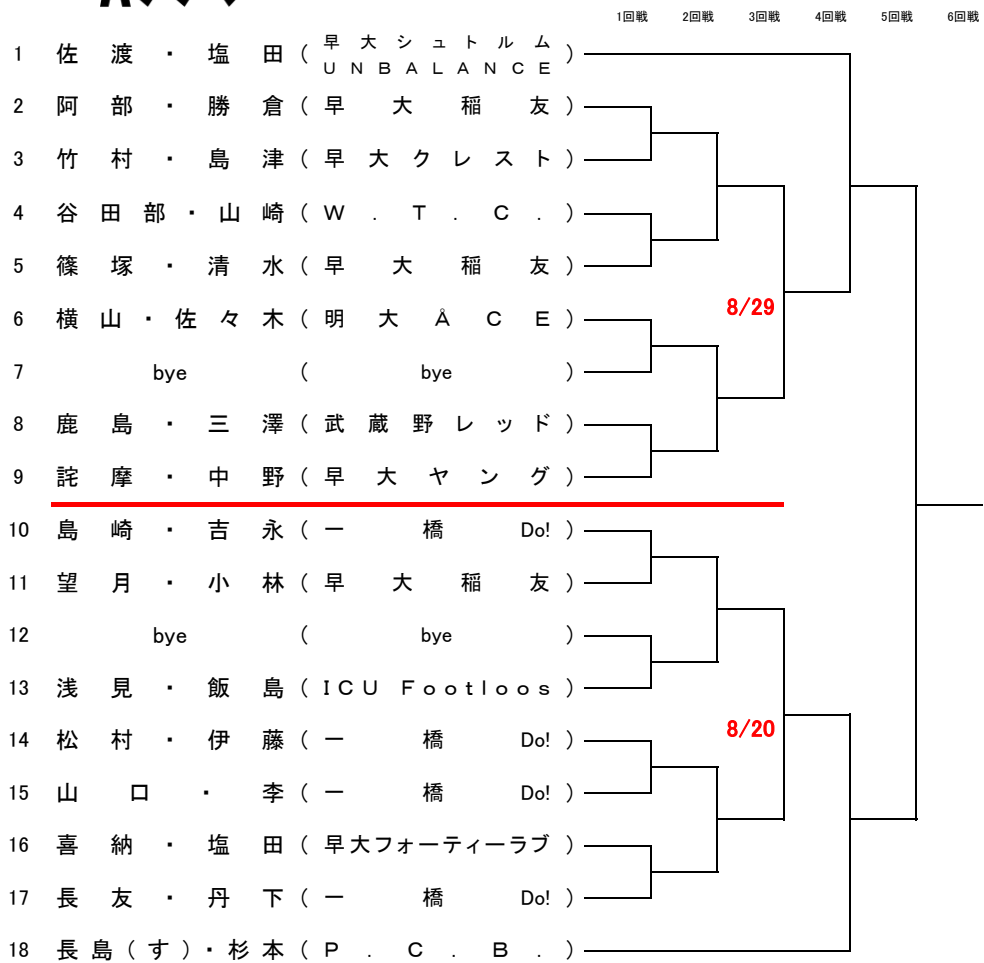 1回戦 2回戦 3回戦 4回戦 5回戦 6回戦
1 佐渡・塩田(早大シュトルム UNBALANCE)
2 阿部・勝倉(早大稲友)
3 竹村・島津(早大クレスト)
4 谷田部・山崎(W.T.C.)
5 篠塚・清水(早大稲友)
6 横山・佐々木(明大ÅCE)
8/29
7 bye(bye)
8 鹿島・三澤(武蔵野レッド)
9 詫摩・中野(早大ヤング)
10 島崎・吉永(一橋Do!)
11 望月・小林(早大稲友)
12 bye(bye)
13 浅見・飯島(ICU Footloos)
14 松村・伊藤(一橋Do!)
8/20
15 山口・李(一橋Do!)
16 喜納・塩田(早大フォーティーラブ)
17 長友・丹下(一橋Do!)
18 長島(す)・杉本(P.C.B.)